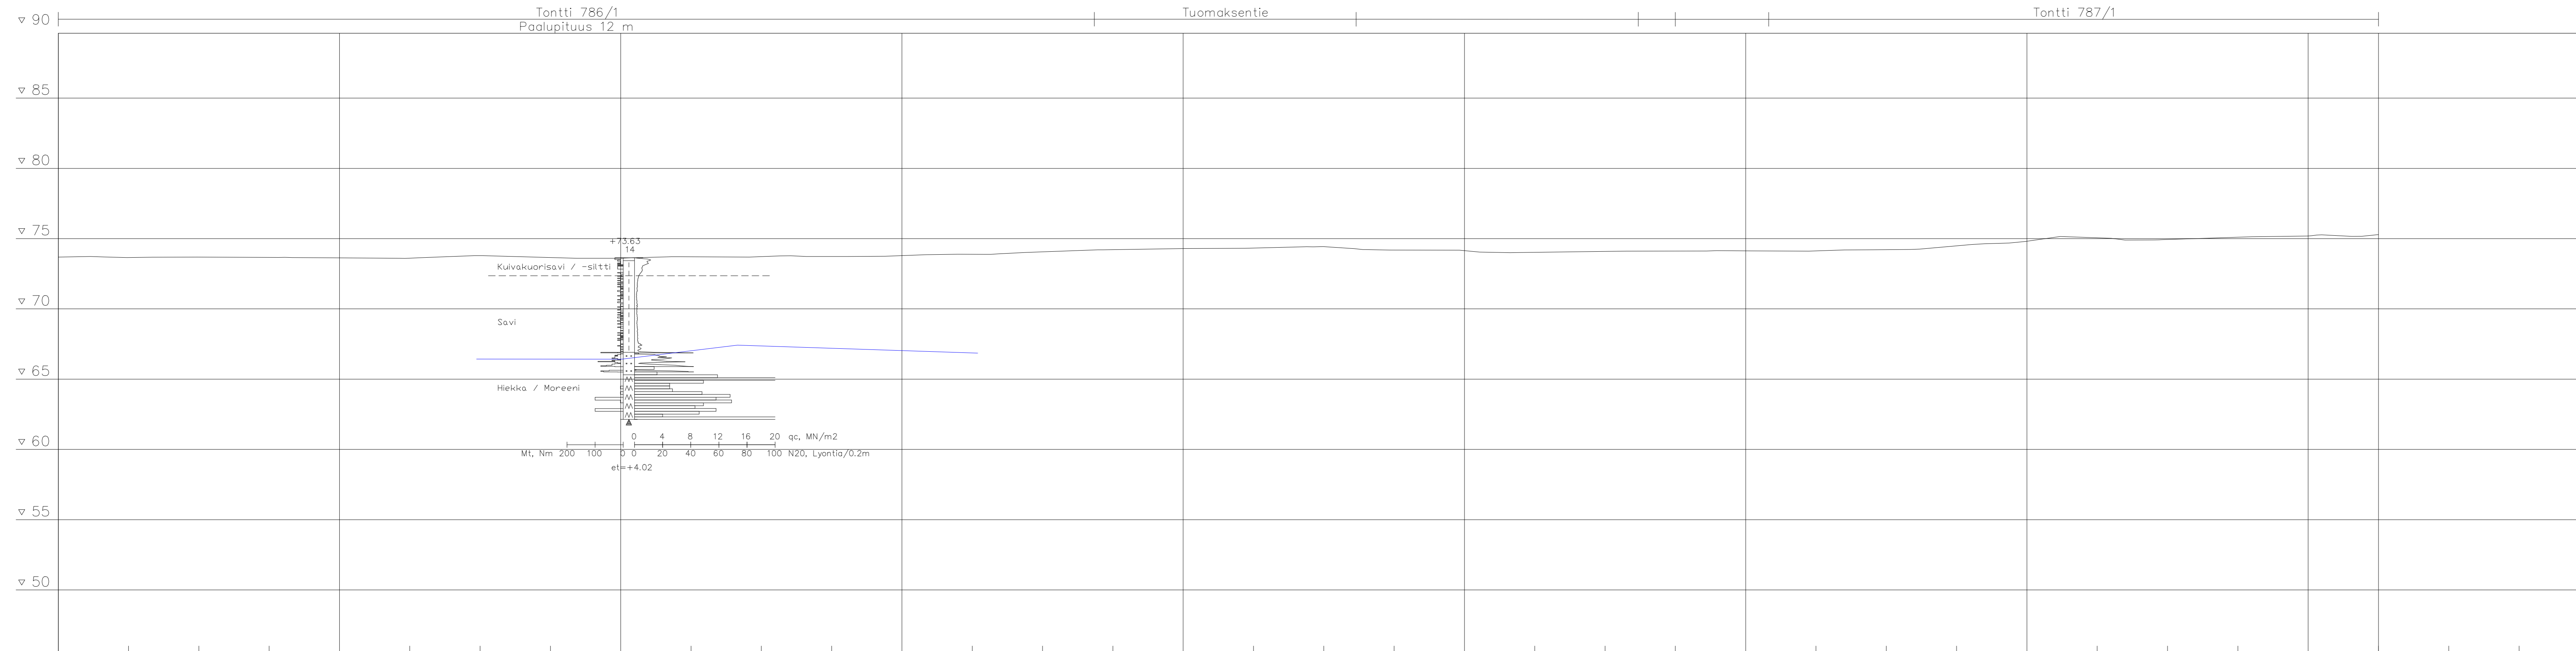 Tontti 786/1 Tuomaksentie Tontti 787/1
90
Paalupituus 12 m
85
80
75
+73.63
14
Kuivakuorisavi / -siltti
70
Savi
65
Hiekka / Moreeni
60
0 4 8 12 16 20 qc, MN/m2
Mt, Nm 200 100 0 0 20 40 60 80 100 N20, Lyontia/0.2m
et=+4.02
55
50